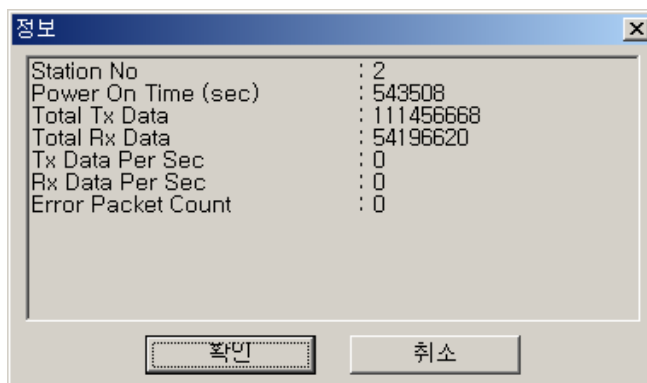 정보
Station No : 2
Power On Time (sec) : 543508
Total Tx Data : 111456668
Total Rx Data : 54196620
Tx Data Per Sec : 0
Rx Data Per Sec : 0
Error Packet Count : 0
확인 취소